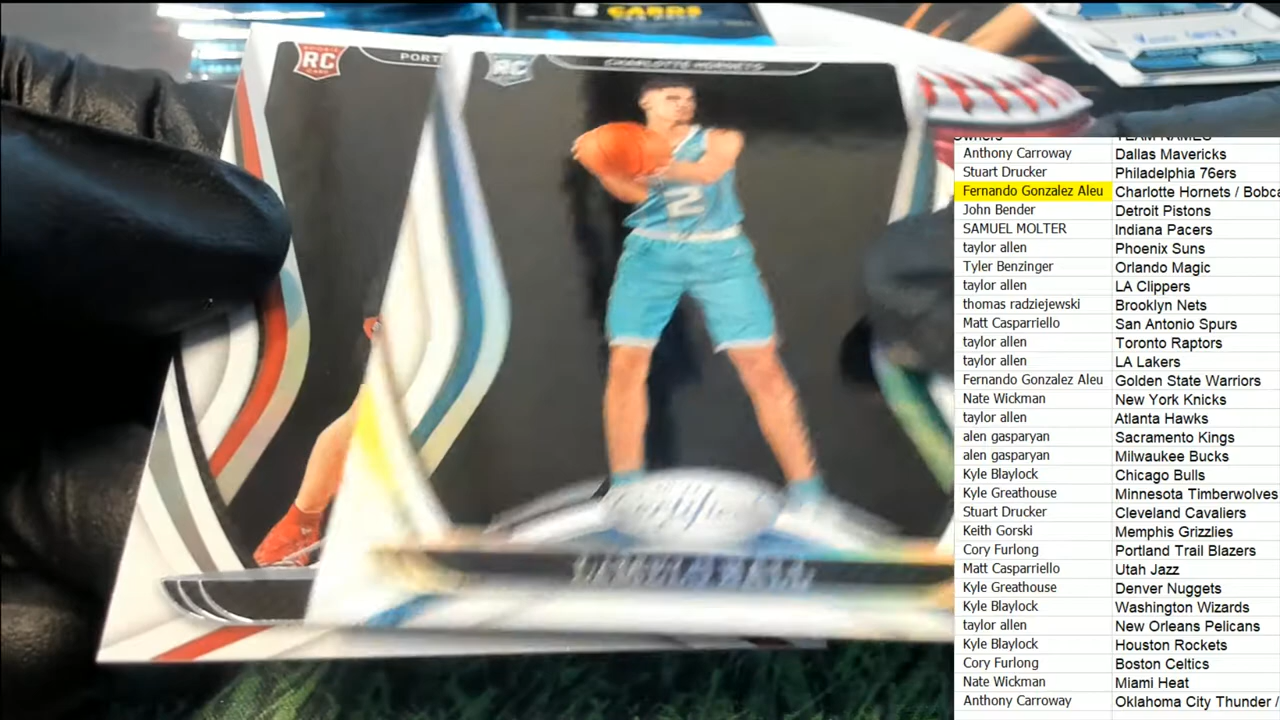 CARDS
RC
PORT
RC
CHARLOTTE HORNETS
2
LAMELO BALL
Owners TEAM NAMES
Anthony Carroway Dallas Mavericks
Stuart Drucker Philadelphia 76ers
Fernando Gonzalez Aleu Charlotte Hornets / Bobca
John Bender Detroit Pistons
SAMUEL MOLTER Indiana Pacers
taylor allen Phoenix Suns
Tyler Benzinger Orlando Magic
taylor allen LA Clippers
thomas radziejewski Brooklyn Nets
Matt Casparriello San Antonio Spurs
taylor allen Toronto Raptors
taylor allen LA Lakers
Fernando Gonzalez Aleu Golden State Warriors
Nate Wickman New York Knicks
taylor allen Atlanta Hawks
alen gasparyan Sacramento Kings
alen gasparyan Milwaukee Bucks
Kyle Blaylock Chicago Bulls
Kyle Greathouse Minnesota Timberwolves
Stuart Drucker Cleveland Cavaliers
Keith Gorski Memphis Grizzlies
Cory Furlong Portland Trail Blazers
Matt Casparriello Utah Jazz
Kyle Greathouse Denver Nuggets
Kyle Blaylock Washington Wizards
taylor allen New Orleans Pelicans
Kyle Blaylock Houston Rockets
Cory Furlong Boston Celtics
Nate Wickman Miami Heat
Anthony Carroway Oklahoma City Thunder /